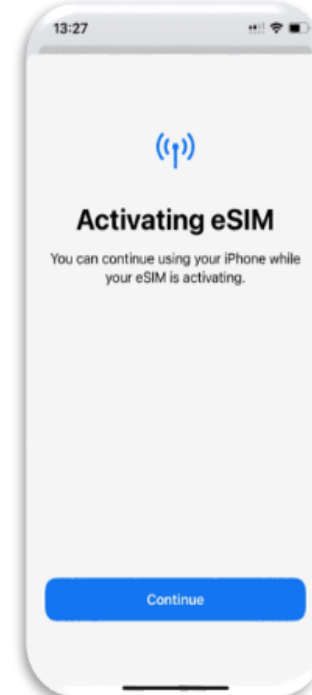 13:27
Activating eSIM
You can continue using your iPhone while
your eSIM is activating.
Continue